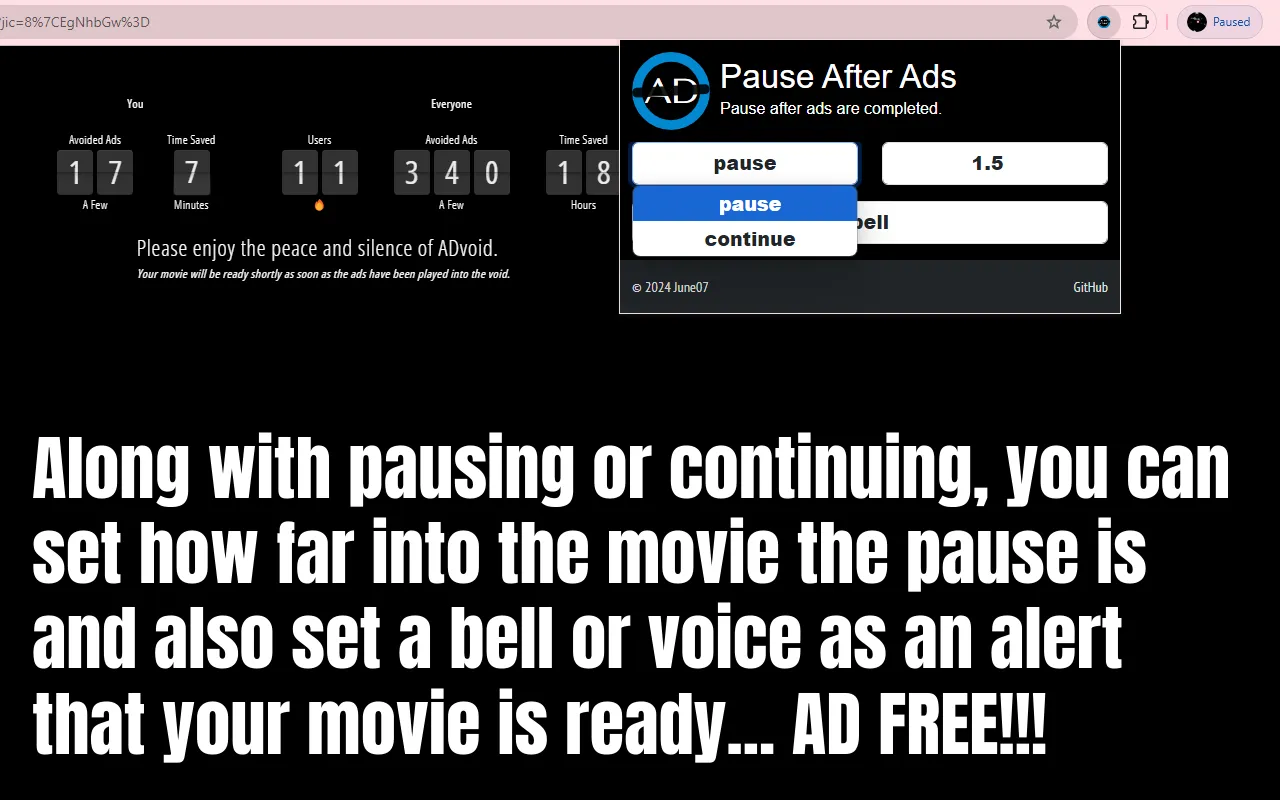 jic=8%7CEgNhbGw%3D
Paused
You
Everyone
Avoided Ads
Time Saved
Users
Avoided Ads
Time Saved
1 7
7
1 1
3 4 0
1 8
A Few
Minutes
A Few
Hours
Please enjoy the peace and silence of ADvoid.
Your movie will be ready shortly as soon as the ads have been played into the void.
AD
Pause After Ads
Pause after ads are completed.
pause
1.5
pause
continue
bell
© 2024 June07
GitHub
Along with pausing or continuing, you can
set how far into the movie the pause is
and also set a bell or voice as an alert
that your movie is ready... AD FREE!!!